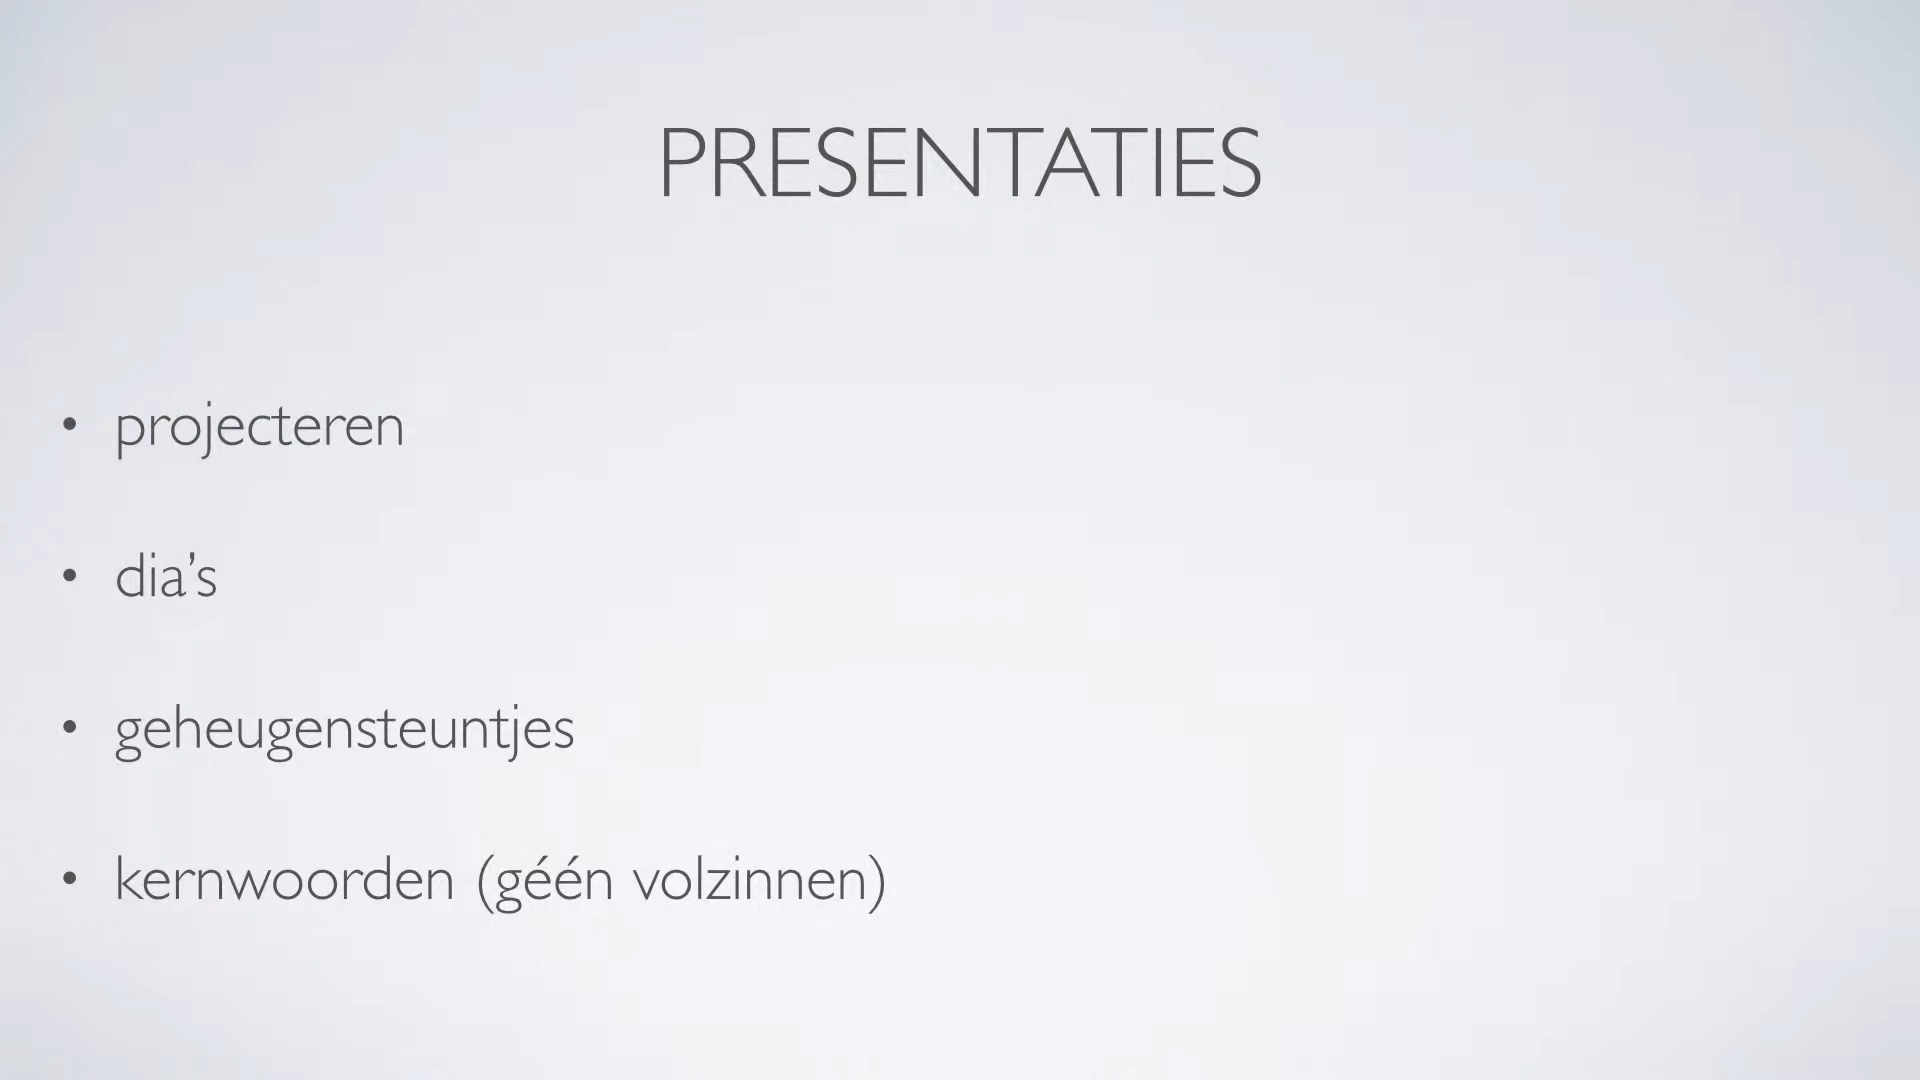 PRESENTATIES
• projecteren
• dia’s
• geheugensteuntjes
• kernwoorden (géén volzinnen)